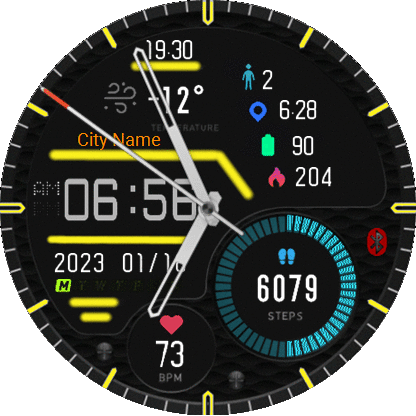 19:30
2
-12°
6.28
TEMPERATURE
City Name
90
204
AM
06:56
2023 01/16
M T W T F
6079
STEPS
73
BPM